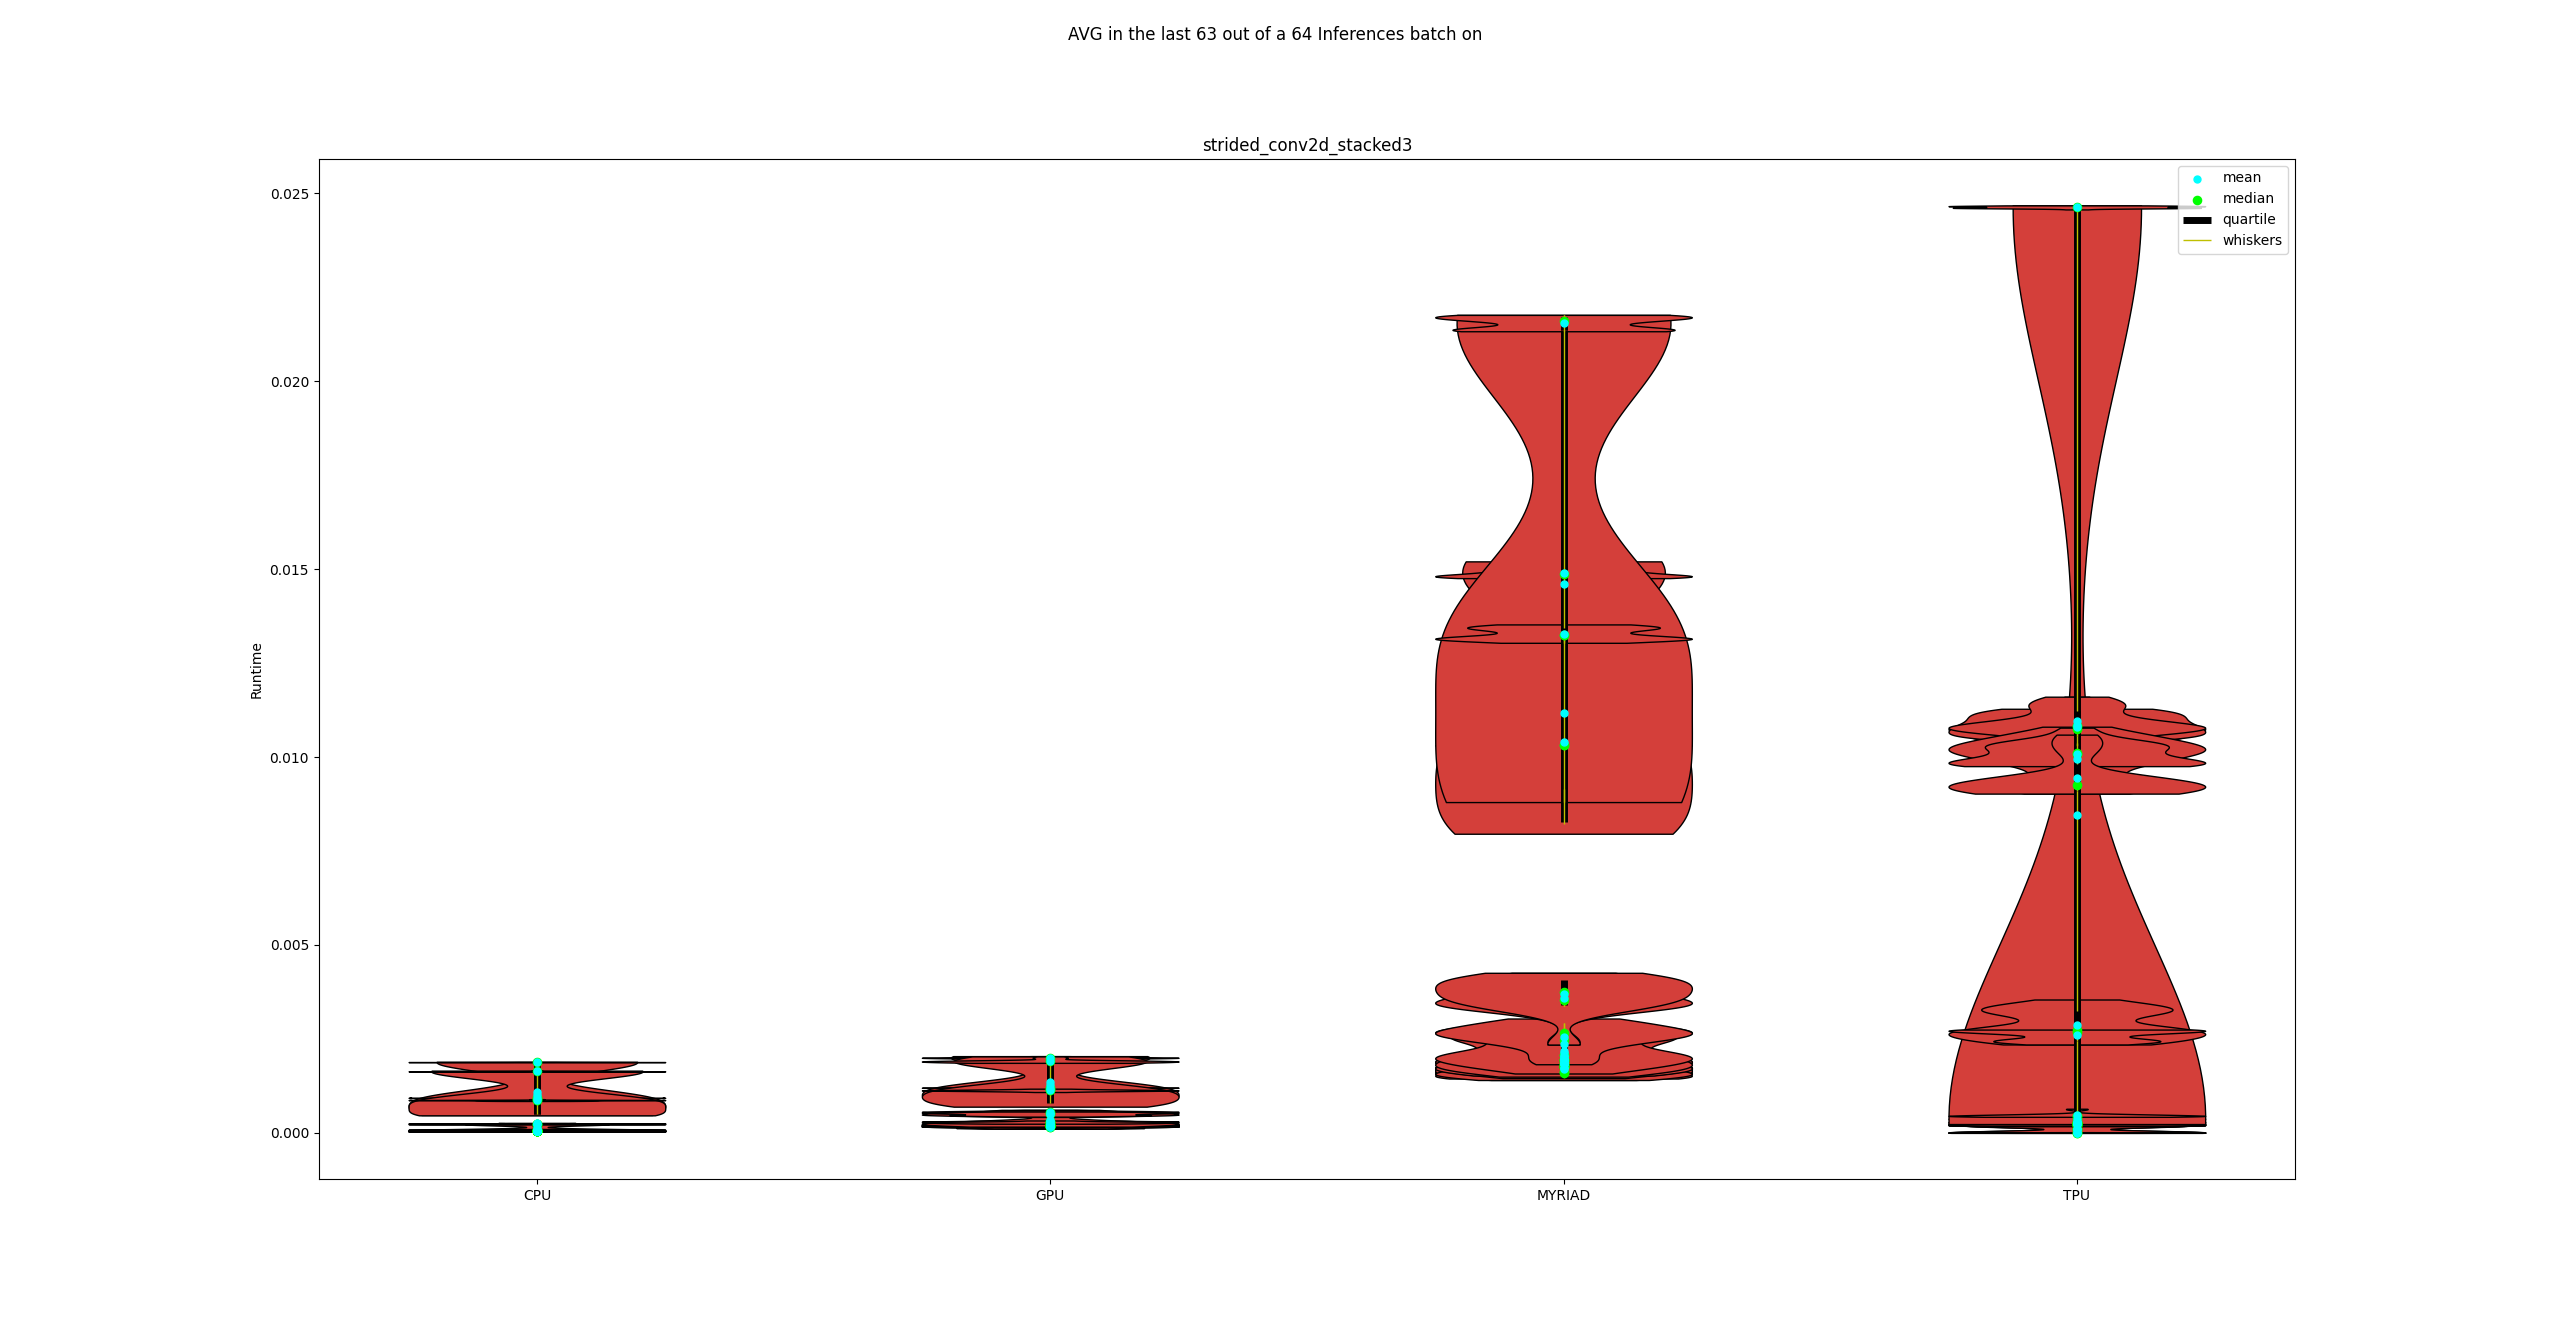 AVG in the last 63 out of a 64 Inferences batch on
strided_conv2d_stacked3
mean
median
quartile
whiskers
0.025
0.020
0.015
0.010
0.005
0.000
Runtime
CPU
GPU
MYRIAD
TPU